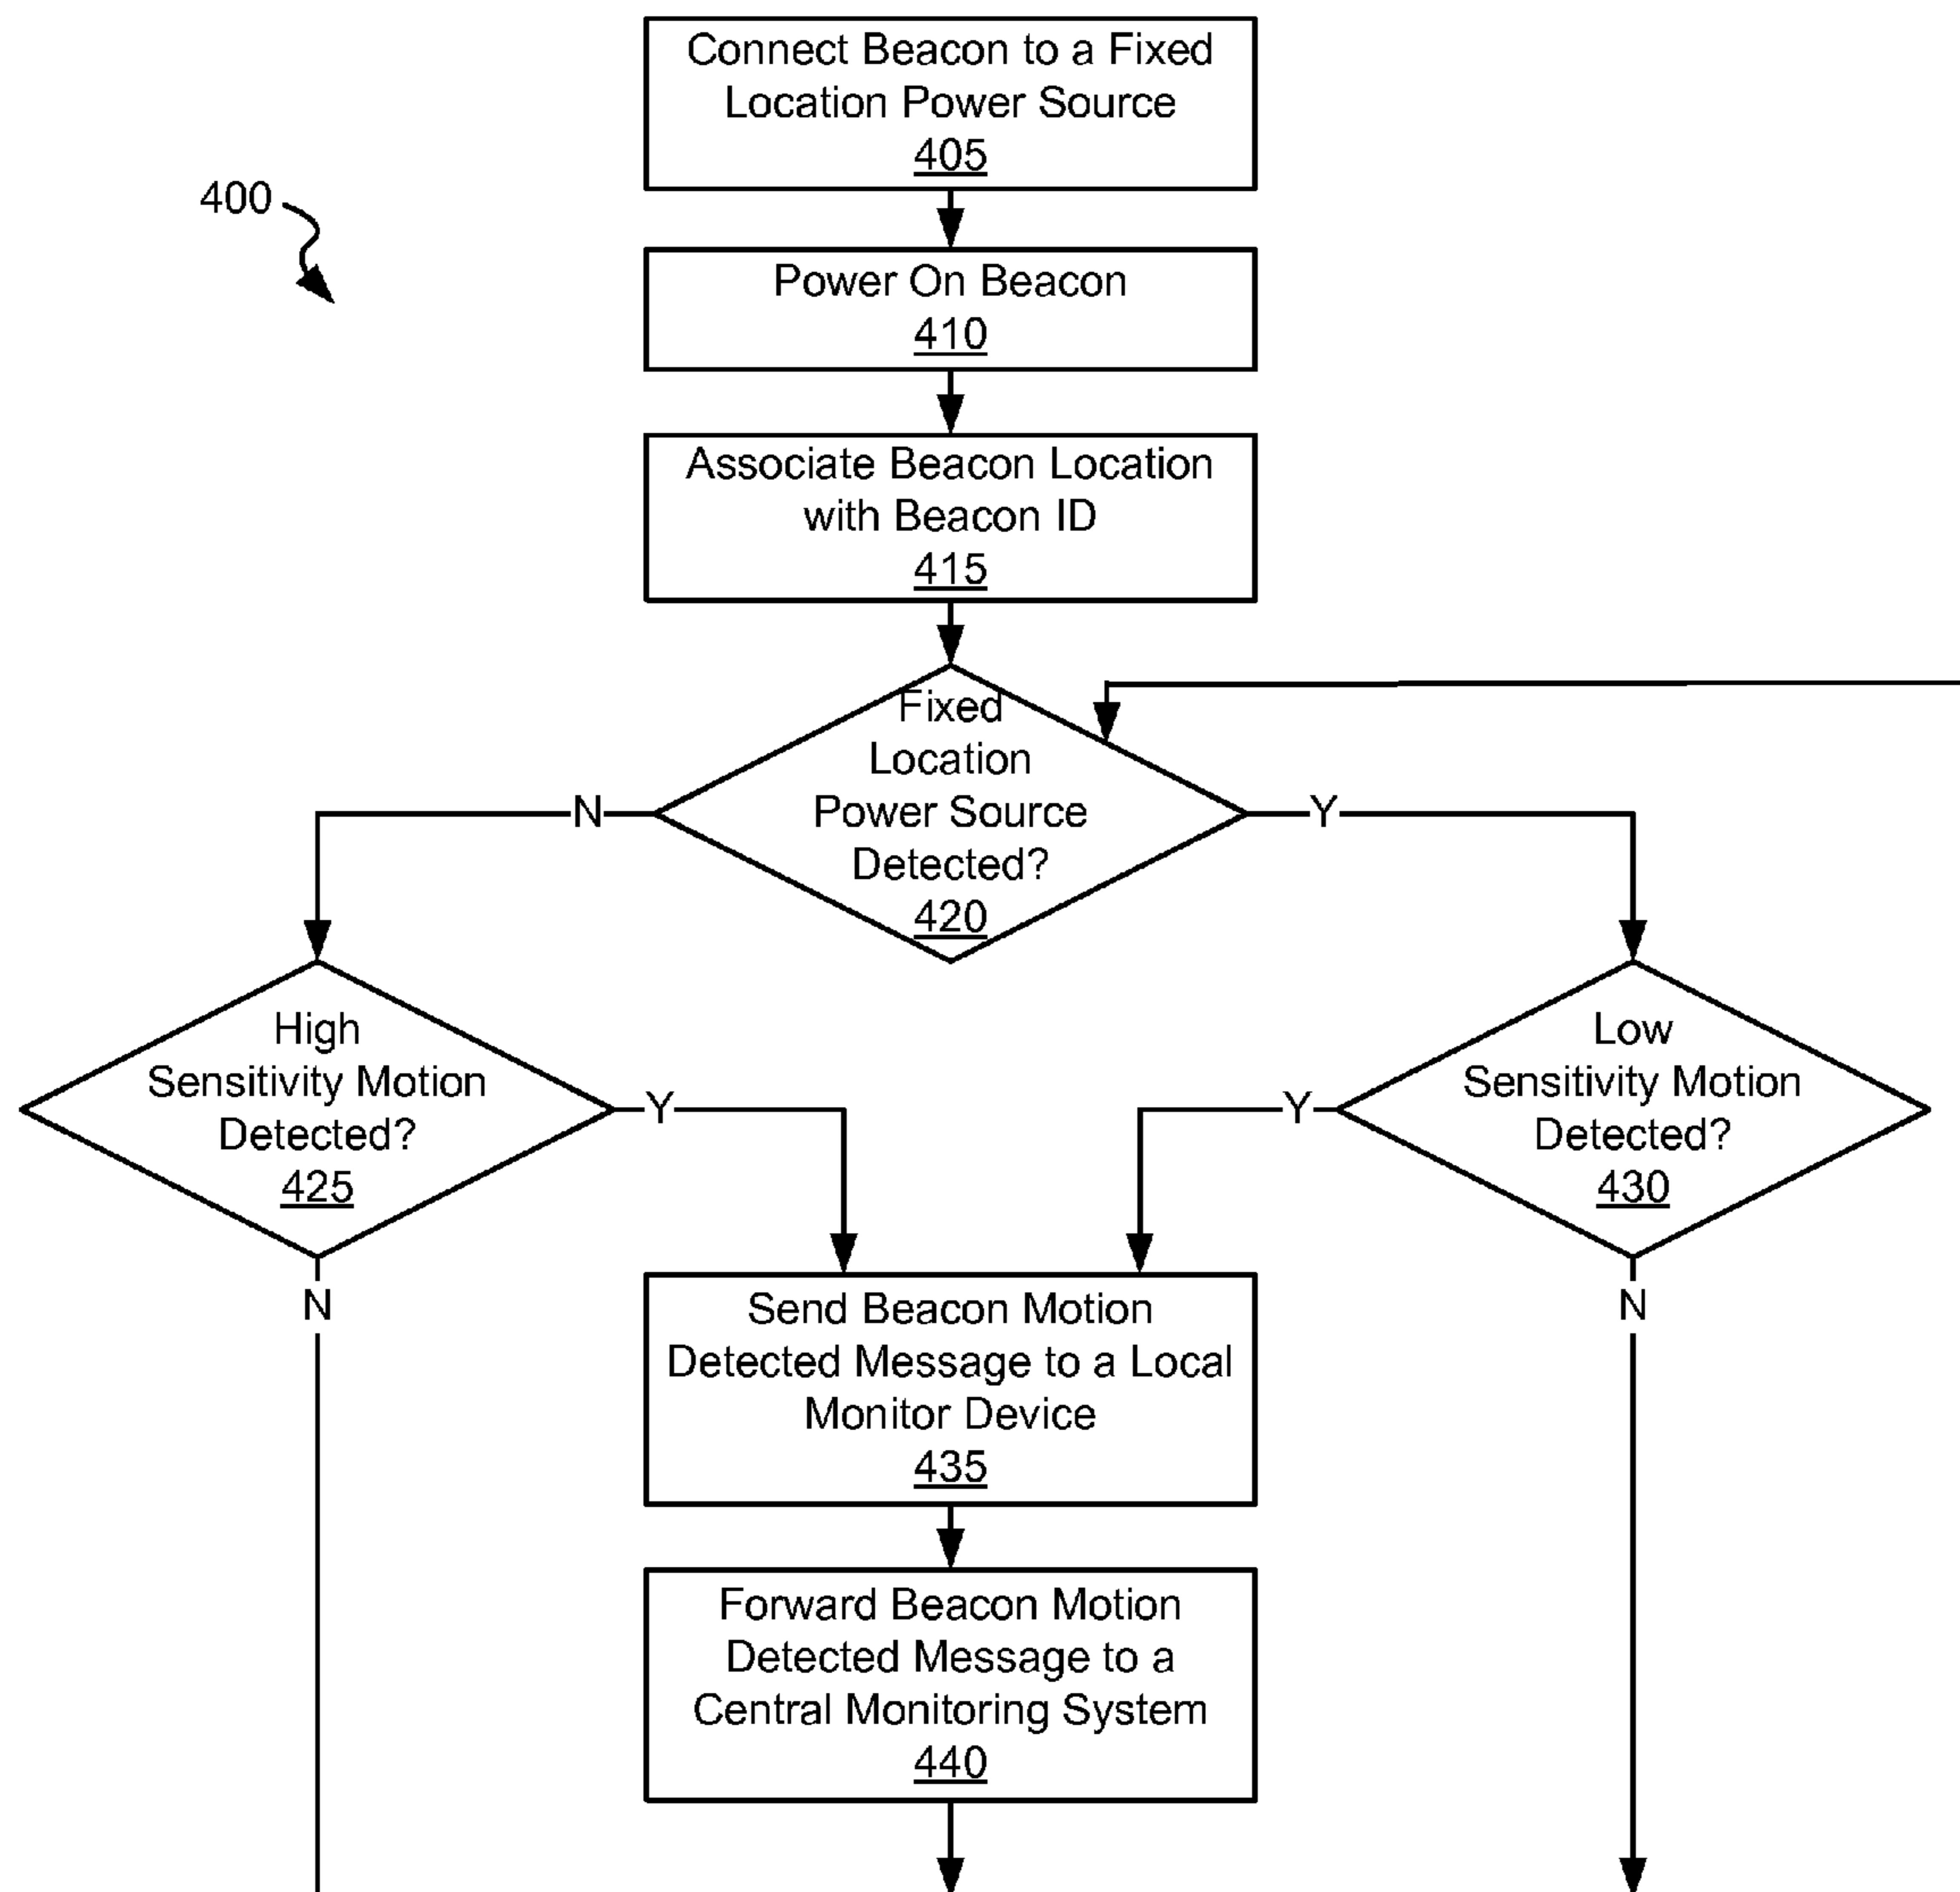 Connect Beacon to a Fixed
Location Power Source
405
400
Power On Beacon
410
Associate Beacon Location
with Beacon ID
415
Fixed
Location
Power Source
Detected?
420
N
Y
High
Sensitivity Motion
Detected?
425
Y
N
Low
Sensitivity Motion
Detected?
430
Y
N
Send Beacon Motion
Detected Message to a Local
Monitor Device
435
Forward Beacon Motion
Detected Message to a
Central Monitoring System
440